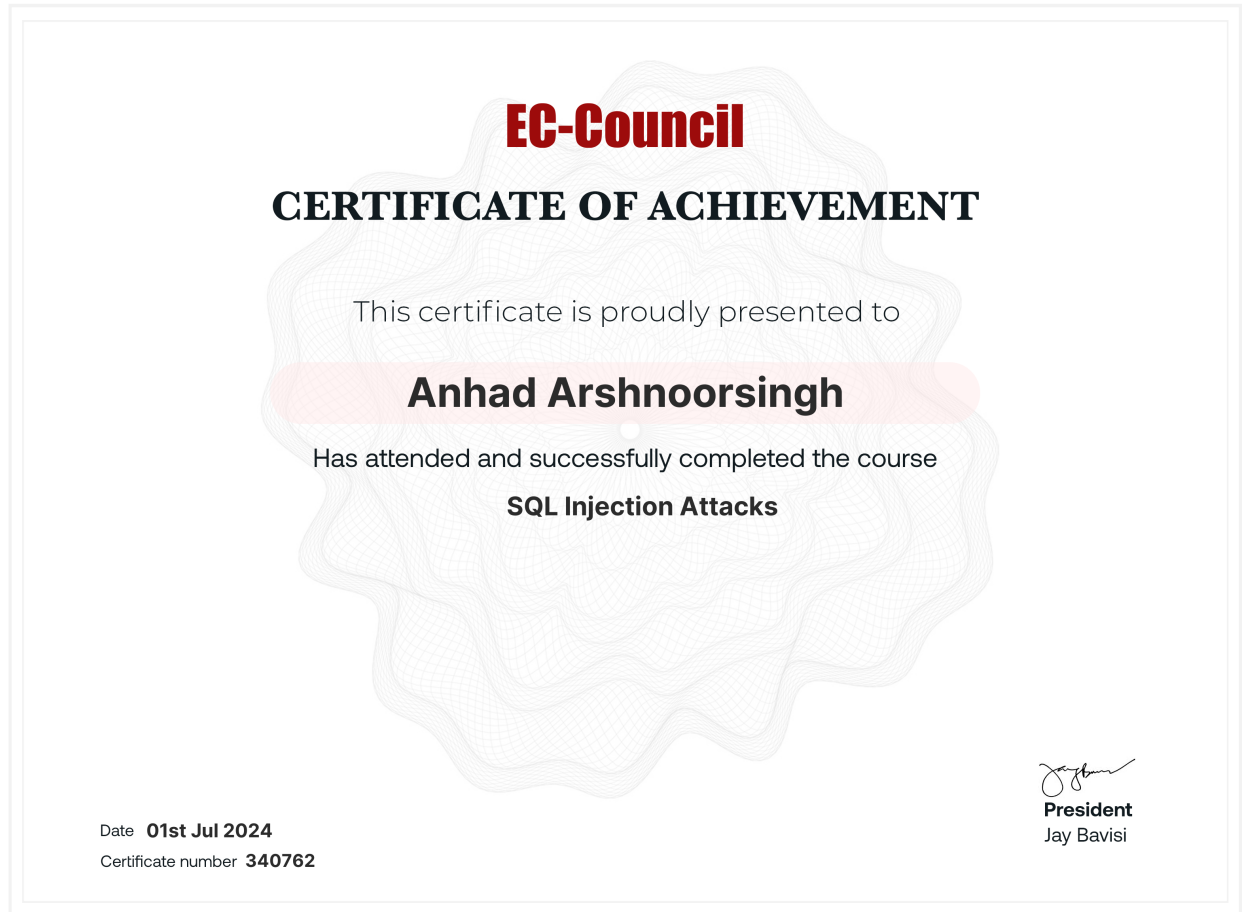 EC-Council
CERTIFICATE OF ACHIEVEMENT
This certificate is proudly presented to
Anhad Arshnoorsingh
Has attended and successfully completed the course
SQL Injection Attacks
Date 01st Jul 2024
Certificate number 340762
President
Jay Bavisi